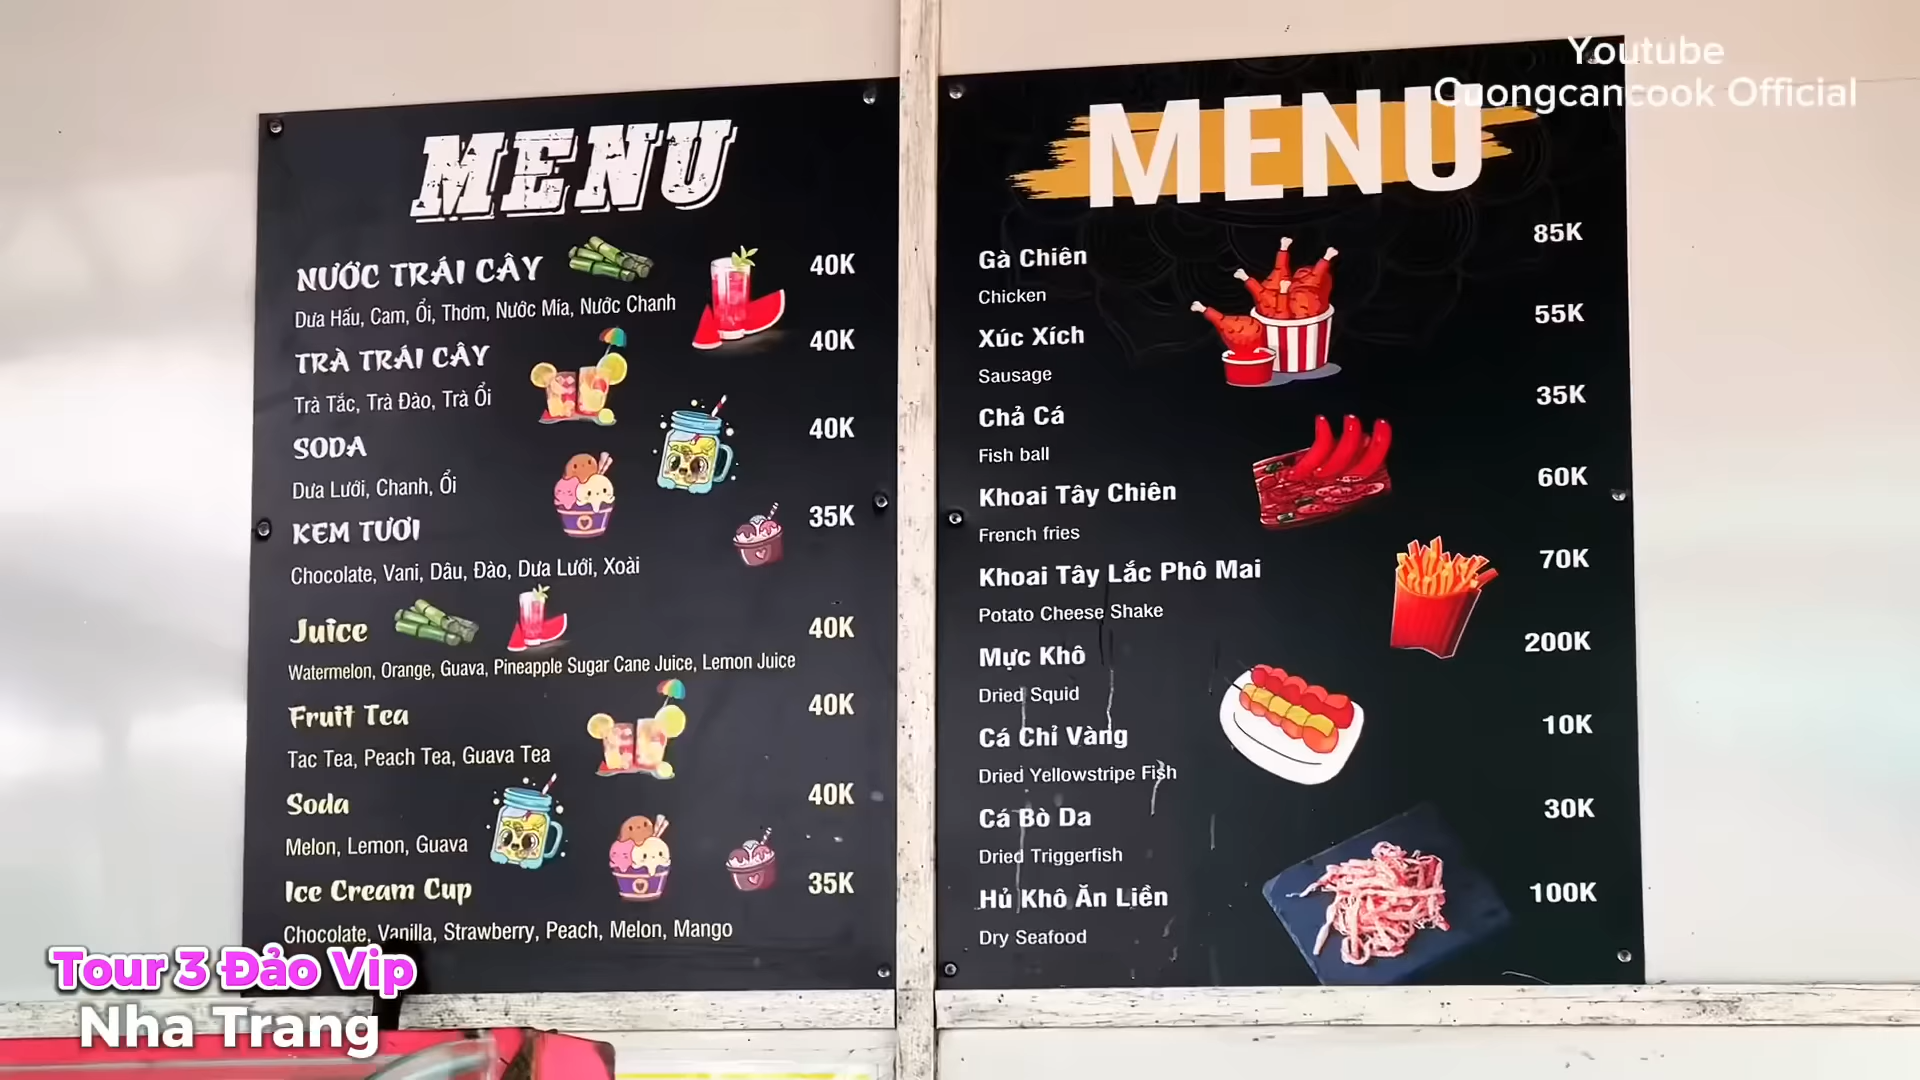 Youtube
Cuongcancook Official
MENU
NƯỚC TRÁI CÂY 40K
Dưa Hấu, Cam, Ổi, Thơm, Nước Mía, Nước Chanh
TRÀ TRÁI CÂY 40K
Trà Tắc, Trà Đào, Trà Ổi
SODA 40K
Dưa Lưới, Chanh, Ổi
KEM TƯƠI 35K
Chocolate, Vani, Dâu, Đào, Dưa Lưới, Xoài
Juice 40K
Watermelon, Orange, Guava, Pineapple Sugar Cane Juice, Lemon Juice
Fruit Tea 40K
Tac Tea, Peach Tea, Guava Tea
Soda 40K
Melon, Lemon, Guava
Ice Cream Cup 35K
Chocolate, Vanilla, Strawberry, Peach, Melon, Mango
MENU
Gà Chiên 85K
Chicken
Xúc Xích 55K
Sausage
Chả Cá 35K
Fish ball
Khoai Tây Chiên 60K
French fries
Khoai Tây Lắc Phô Mai 70K
Potato Cheese Shake
Mực Khô 200K
Dried Squid
Cá Chỉ Vàng 10K
Dried Yellowstripe Fish
Cá Bò Da 30K
Dried Triggerfish
Hủ Khô Ăn Liền 100K
Dry Seafood
Tour 3 Đảo Vip
Nha Trang